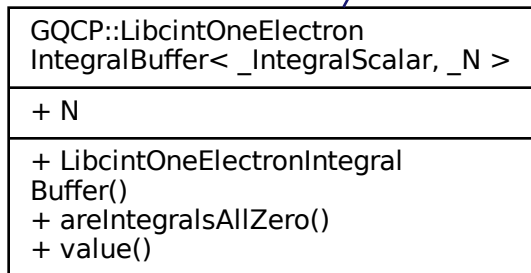 GQCP::LibcintOneElectron
IntegralBuffer< _IntegralScalar, _N >
+ N
+ LibcintOneElectronIntegral
Buffer()
+ areIntegralsAllZero()
+ value()